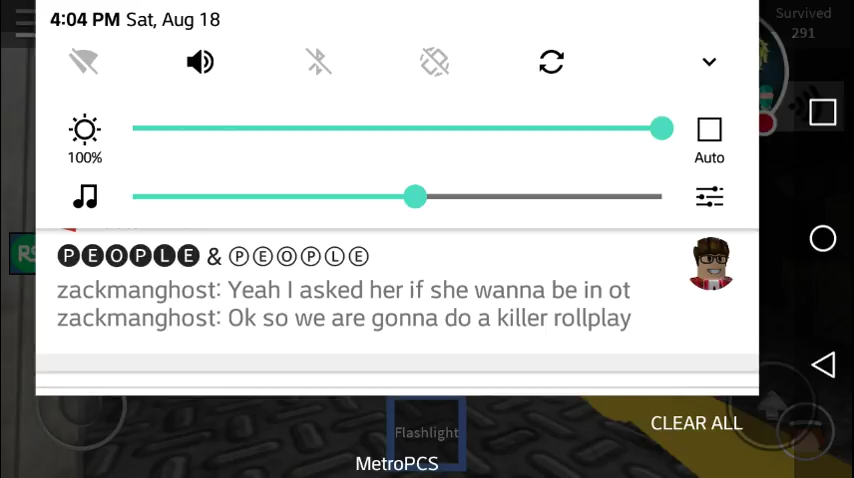 4:04 PM Sat, Aug 18
Survived
291
100%
Auto
🅟🅔🅞🅟🅛🅔 & ⓅⒺⓄⓅⓁⒺ
zackmanghost: Yeah I asked her if she wanna be in ot
zackmanghost: Ok so we are gonna do a killer rollplay
Flashlight
CLEAR ALL
MetroPCS